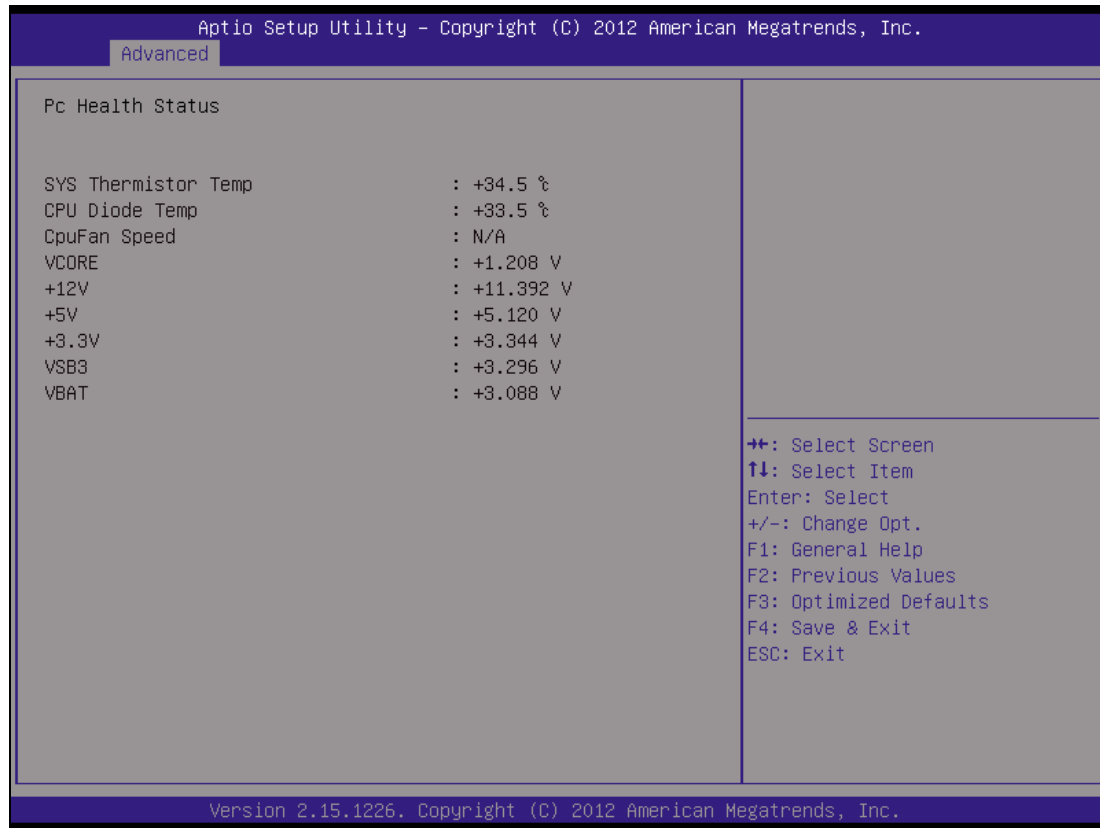 Aptio Setup Utility – Copyright (C) 2012 American Megatrends, Inc.
Advanced
Pc Health Status
SYS Thermistor Temp : +34.5 ℃
CPU Diode Temp : +33.5 ℃
CpuFan Speed : N/A
VCORE : +1.208 V
+12V : +11.392 V
+5V : +5.120 V
+3.3V : +3.344 V
VSB3 : +3.296 V
VBAT : +3.088 V
→←: Select Screen
↑↓: Select Item
Enter: Select
+/-: Change Opt.
F1: General Help
F2: Previous Values
F3: Optimized Defaults
F4: Save & Exit
ESC: Exit
Version 2.15.1226. Copyright (C) 2012 American Megatrends, Inc.